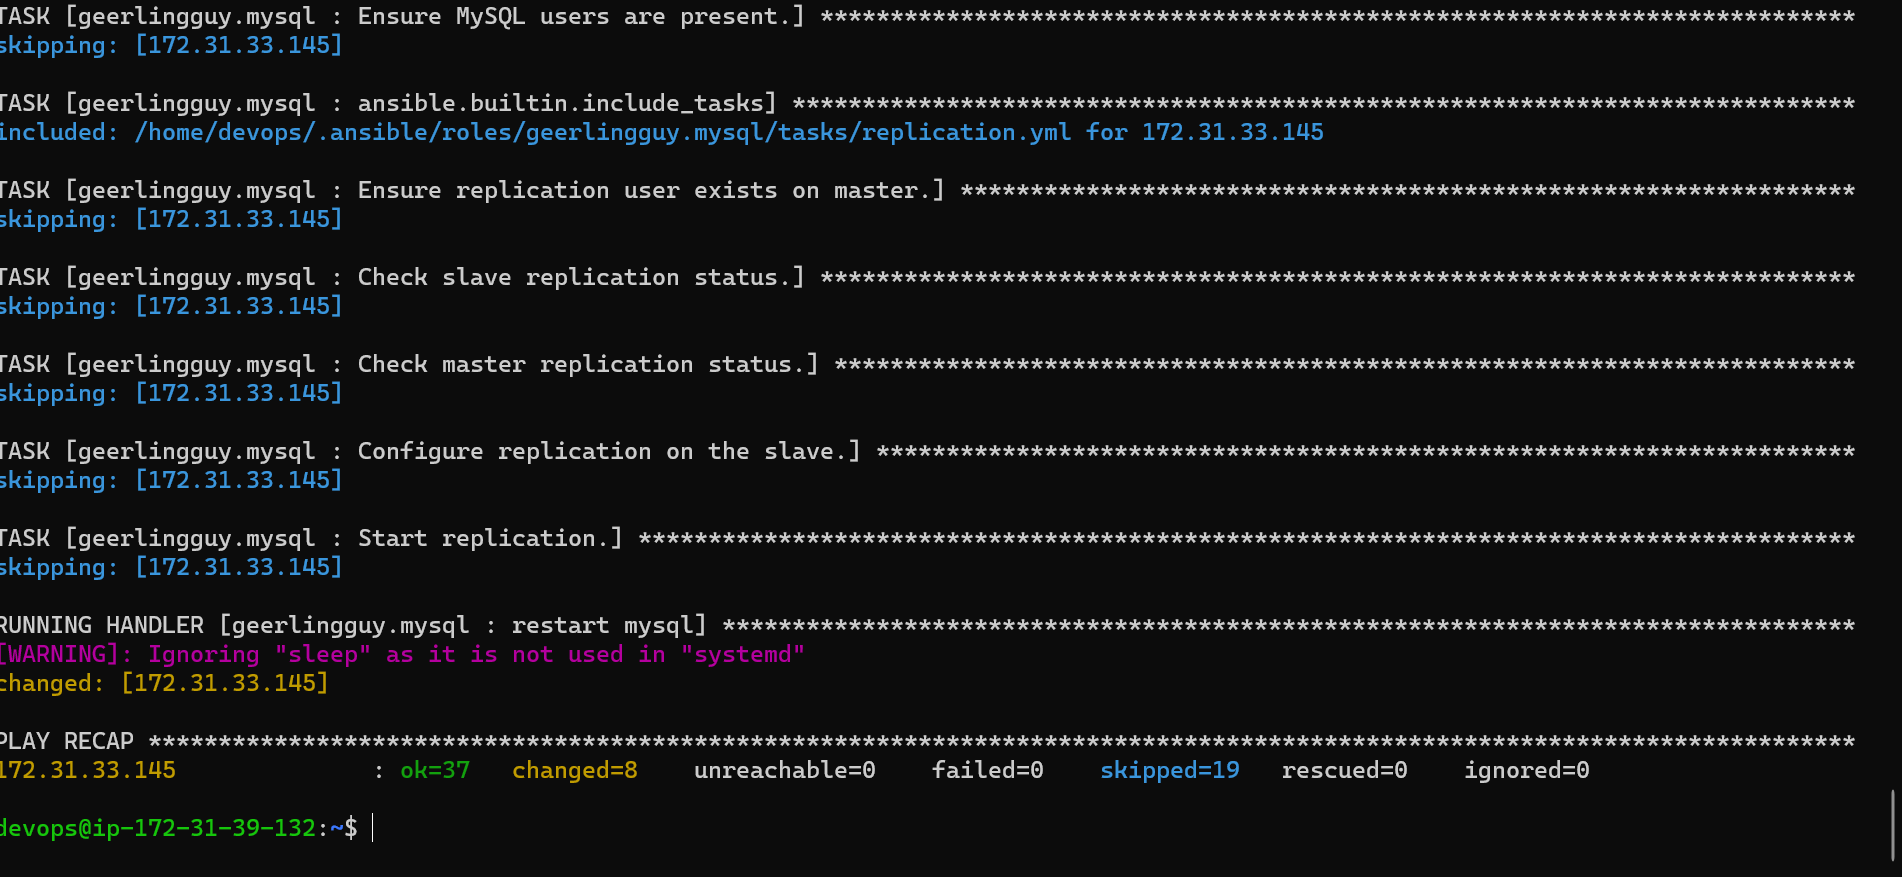 TASK [geerlingguy.mysql : Ensure MySQL users are present.] **************************************************************************
skipping: [172.31.33.145]
TASK [geerlingguy.mysql : ansible.builtin.include_tasks] ****************************************************************************
included: /home/devops/.ansible/roles/geerlingguy.mysql/tasks/replication.yml for 172.31.33.145
TASK [geerlingguy.mysql : Ensure replication user exists on master.] ****************************************************************
skipping: [172.31.33.145]
TASK [geerlingguy.mysql : Check slave replication status.] **************************************************************************
skipping: [172.31.33.145]
TASK [geerlingguy.mysql : Check master replication status.] *************************************************************************
skipping: [172.31.33.145]
TASK [geerlingguy.mysql : Configure replication on the slave.] **********************************************************************
skipping: [172.31.33.145]
TASK [geerlingguy.mysql : Start replication.] ***************************************************************************************
skipping: [172.31.33.145]
RUNNING HANDLER [geerlingguy.mysql : restart mysql] *********************************************************************************
[WARNING]: Ignoring "sleep" as it is not used in "systemd"
changed: [172.31.33.145]
PLAY RECAP **************************************************************************************************************************
172.31.33.145 : ok=37 changed=8 unreachable=0 failed=0 skipped=19 rescued=0 ignored=0
devops@ip-172-31-39-132:~$